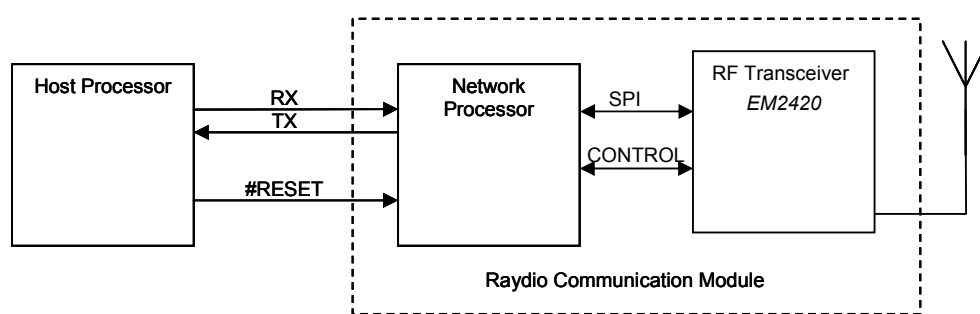 Host Processor
RX
TX
#RESET
Network
Processor
SPI
CONTROL
RF Transceiver
EM2420
Raydio Communication Module